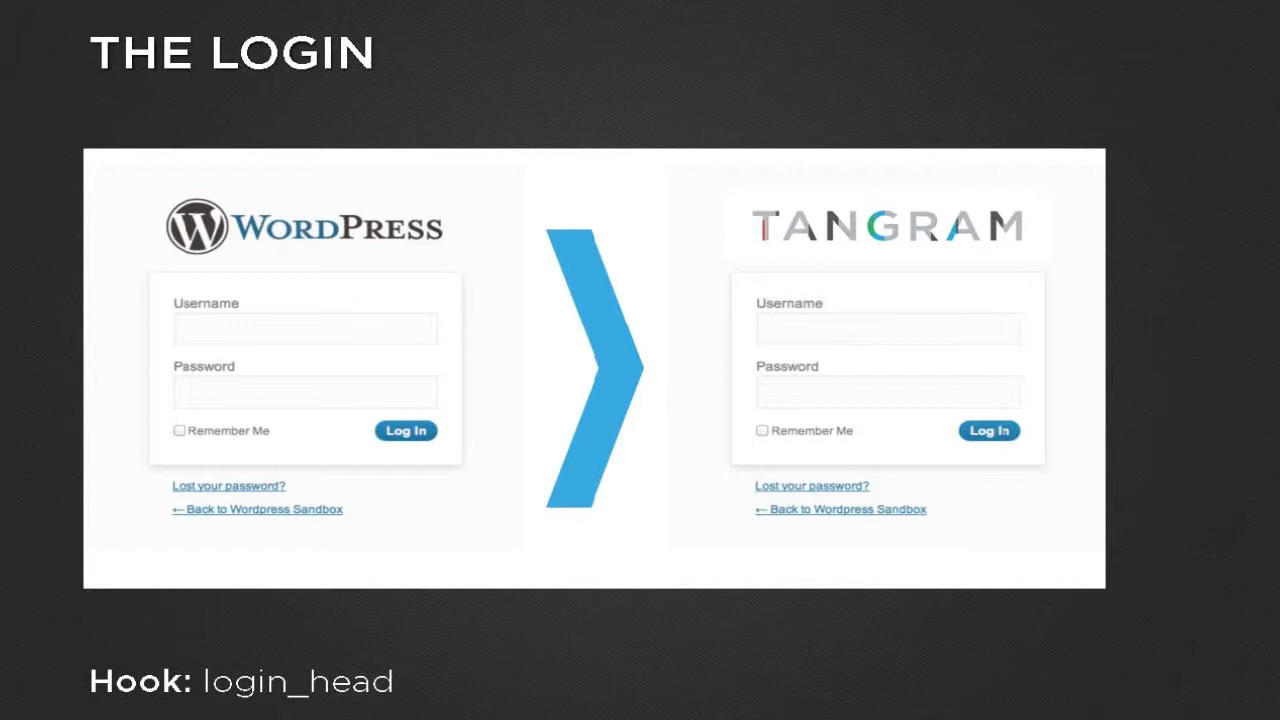 THE LOGIN
WORDPRESS
Username
Password
Remember Me
Log In
Lost your password?
← Back to Wordpress Sandbox
TANGRAM
Username
Password
Remember Me
Log In
Lost your password?
← Back to Wordpress Sandbox
Hook: login_head